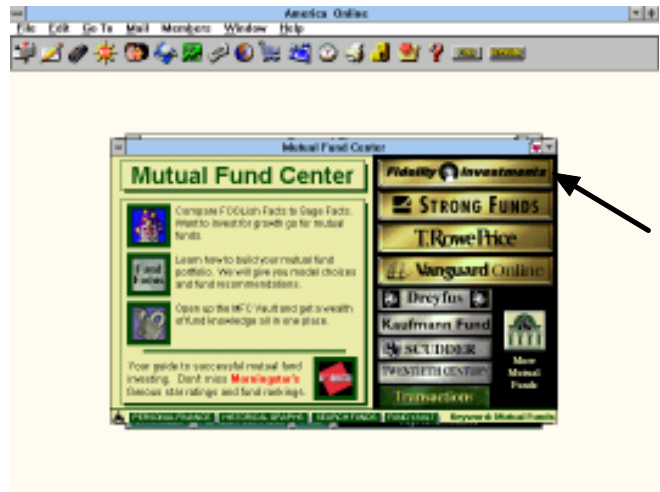 America Online
File Edit Go To Mail Members Window Help
Mutual Fund Center
Mutual Fund Center
Compare FOOLish Facts to Sage Facts.
Want to invest for growth go for mutual
funds.
Fund
Focus
Learn how to build your mutual fund
portfolio. We will give you model choices
and fund recommendations.
Open up the MFC Vault and get a wealth
of fund knowledge all in one place.
Your guide to successful mutual fund
investing. Don't miss Morningstar's
famous star ratings and fund rankings.
Fidelity Investments
STRONG FUNDS
T.Rowe Price
Vanguard Online
Dreyfus
Kaufmann Fund
SCUDDER
TWENTIETH CENTURY
Transactions
More
Mutual
Funds
PERSONAL FINANCE HISTORICAL GRAPHS SEARCH FUNDS FUND VAULT Keyword: Mutual Funds